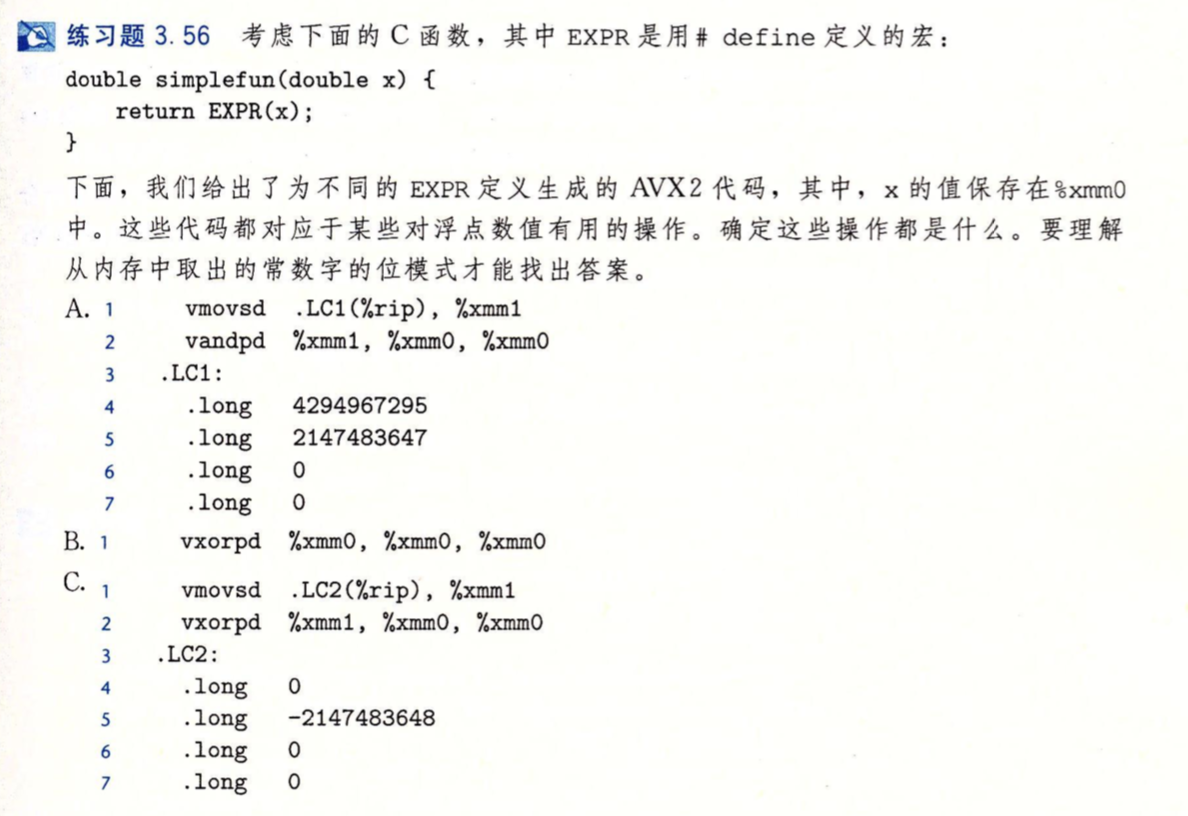 练习题 3.56 考虑下面的 C 函数，其中 EXPR 是用# define 定义的宏：
double simplefun(double x) {
    return EXPR(x);
}
下面，我们给出了为不同的 EXPR 定义生成的 AVX2 代码，其中，x 的值保存在%xmm0
中。这些代码都对应于某些对浮点数值有用的操作。确定这些操作都是什么。要理解
从内存中取出的常数字的位模式才能找出答案。
A. 1 vmovsd .LC1(%rip), %xmm1
2 vandpd %xmm1, %xmm0, %xmm0
3 .LC1:
4 .long 4294967295
5 .long 2147483647
6 .long 0
7 .long 0
B. 1 vxorpd %xmm0, %xmm0, %xmm0
C. 1 vmovsd .LC2(%rip), %xmm1
2 vxorpd %xmm1, %xmm0, %xmm0
3 .LC2:
4 .long 0
5 .long -2147483648
6 .long 0
7 .long 0